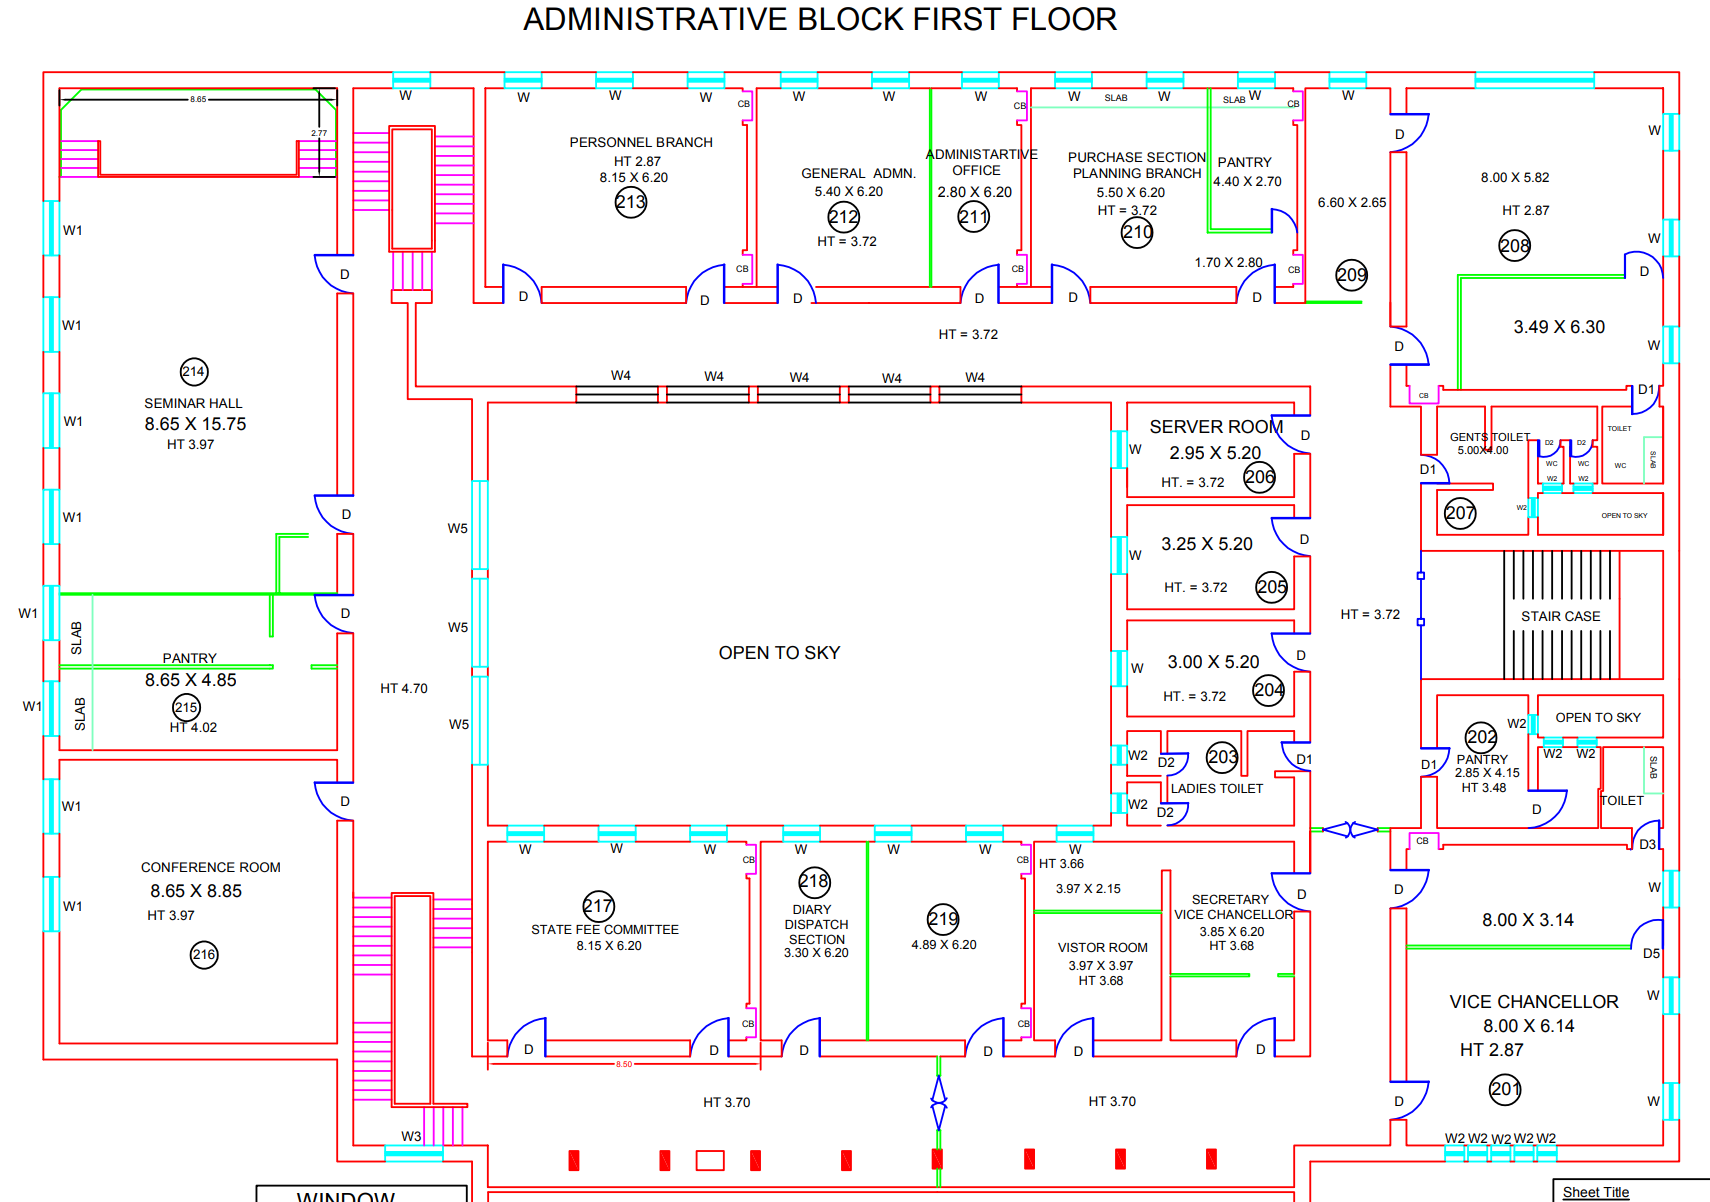 ADMINISTRATIVE BLOCK FIRST FLOOR
W W W W W W W W W W W
8.65
2.77
CB CB CB
SLAB SLAB
D
W
PERSONNEL BRANCH
HT 2.87
8.15 X 6.20
213
GENERAL ADMN.
5.40 X 6.20
212
HT = 3.72
ADMINISTARTIVE
OFFICE
2.80 X 6.20
211
PURCHASE SECTION
PLANNING BRANCH
5.50 X 6.20
HT = 3.72
210
PANTRY
4.40 X 2.70
1.70 X 2.80
6.60 X 2.65
209
8.00 X 5.82
HT 2.87
208
W
D
3.49 X 6.30
W
W1
D
CB CB CB
D D D D D D
W1
HT = 3.72
D
W4 W4 W4 W4 W4
CB
D1
214
SEMINAR HALL
8.65 X 15.75
HT 3.97
W1
W1
D
SERVER ROOM
2.95 X 5.20
HT. = 3.72
206
W
D
GENTS TOILET
5.00X4.00
D1
207
D2 D2
WC WC
W2 W2
TOILET
WC
SLAB
W2
OPEN TO SKY
W5
W
3.25 X 5.20
HT. = 3.72
205
D
W1
D
SLAB
PANTRY
8.65 X 4.85
215
HT 4.02
SLAB
W1
HT 4.70
W5
W5
OPEN TO SKY
W
3.00 X 5.20
HT. = 3.72
204
D
HT = 3.72
STAIR CASE
W2
D2
203
D1
LADIES TOILET
W2
D2
202
PANTRY
2.85 X 4.15
HT 3.48
D1
W2
OPEN TO SKY
W2 W2
SLAB
TOILET
D
W1
D
CB
D3
CONFERENCE ROOM
8.65 X 8.85
HT 3.97
216
W1
W W W W W W W
CB CB
217
STATE FEE COMMITTEE
8.15 X 6.20
218
DIARY
DISPATCH
SECTION
3.30 X 6.20
219
4.89 X 6.20
HT 3.66
3.97 X 2.15
VISTOR ROOM
3.97 X 3.97
HT 3.68
SECRETARY
VICE CHANCELLOR
3.85 X 6.20
HT 3.68
D
D
W
8.00 X 3.14
D5
VICE CHANCELLOR
8.00 X 6.14
HT 2.87
201
W
CB CB
D D D D D D
8.50
D
W
HT 3.70
HT 3.70
W3
W2 W2 W2 W2 W2
WINDOW
Sheet Title